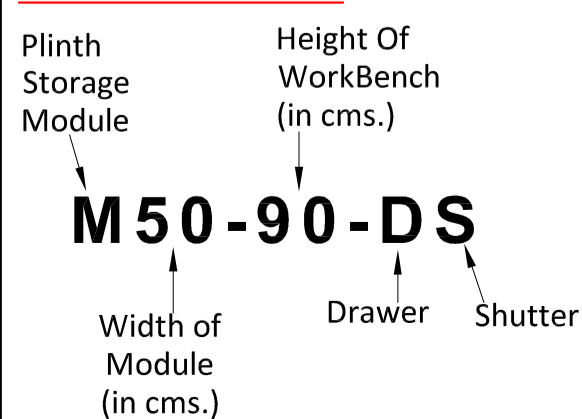 Plinth
Storage
Module
Height Of
WorkBench
(in cms.)
M50-90-DS
Width of
Module
(in cms.)
Drawer
Shutter